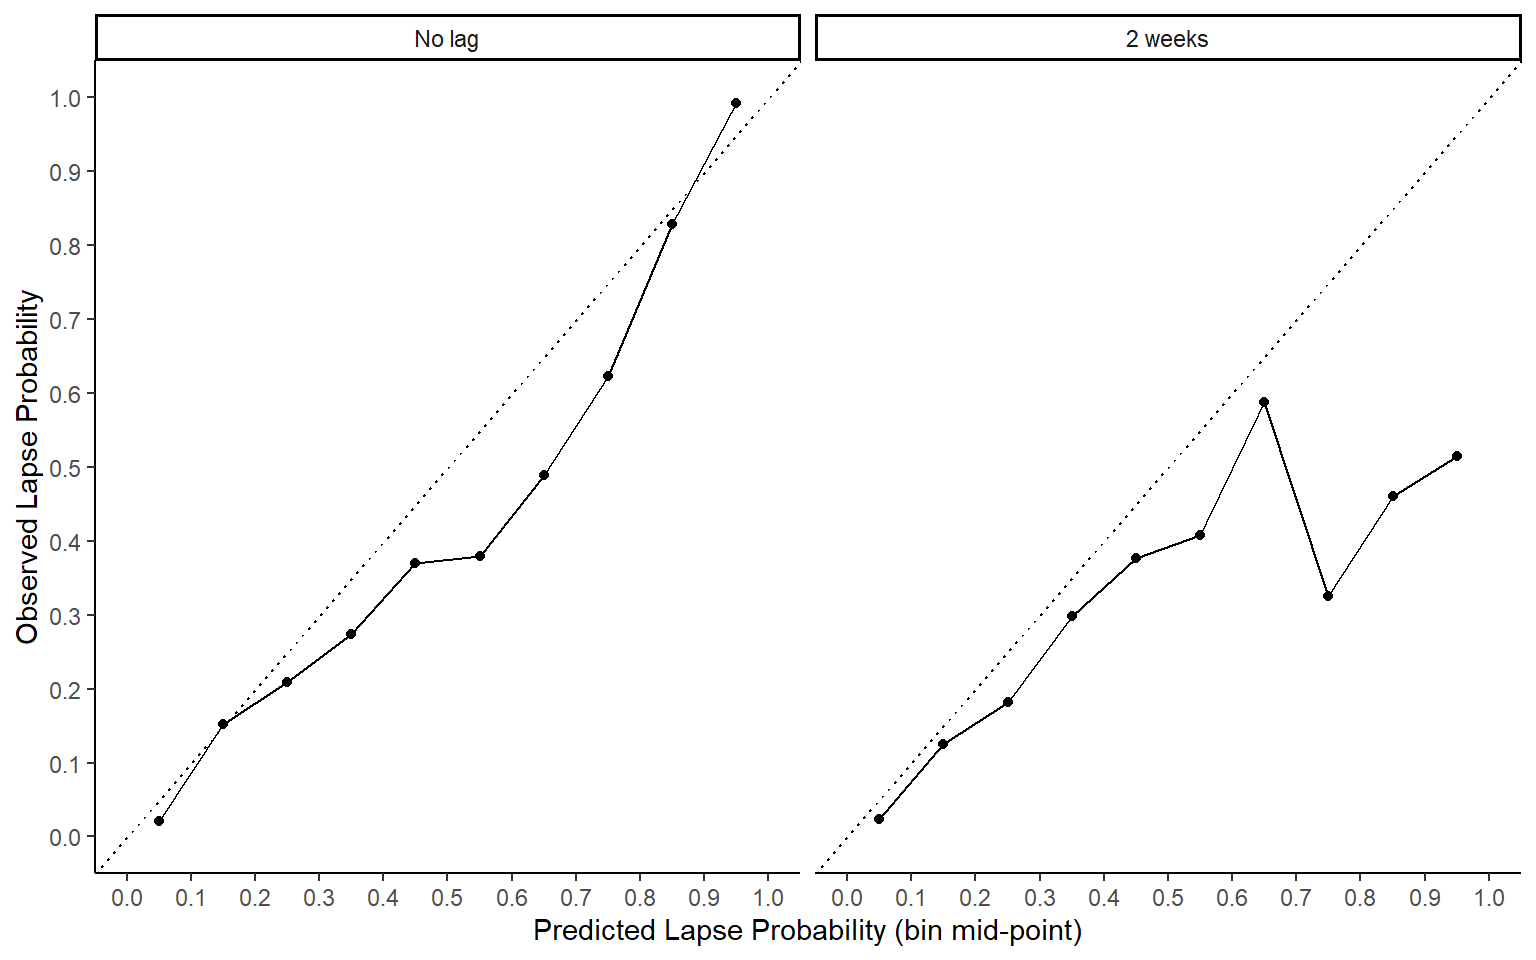 No lag
2 weeks
Observed Lapse Probability
1.0
0.9
0.8
0.7
0.6
0.5
0.4
0.3
0.2
0.1
0.0
0.0 0.1 0.2 0.3 0.4 0.5 0.6 0.7 0.8 0.9 1.0
0.0 0.1 0.2 0.3 0.4 0.5 0.6 0.7 0.8 0.9 1.0
Predicted Lapse Probability (bin mid-point)